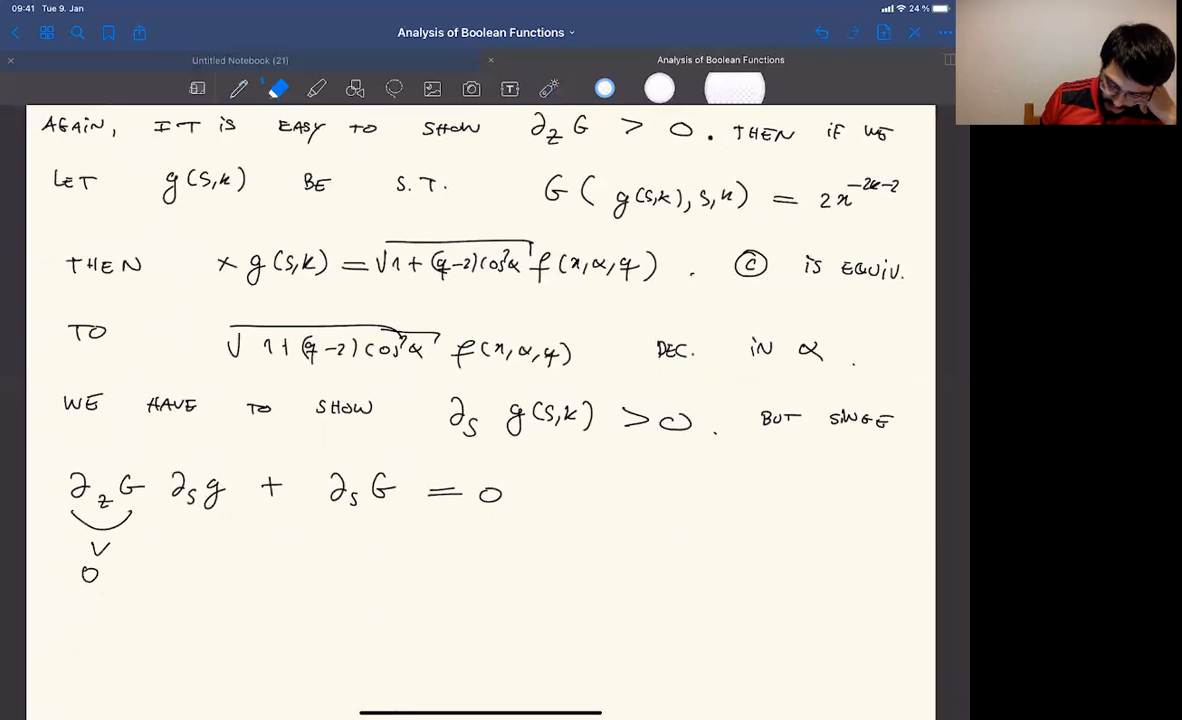 09:41 Tue 9. Jan 24 %
Analysis of Boolean Functions
Untitled Notebook (21) Analysis of Boolean Functions
AGAIN, IT IS EASY TO SHOW ∂_z G > 0. THEN IF WE
LET g(s,k) BE S.T. G(g(s,k), s, k) = 2x^{-2k-2}
THEN x g(s,k) = √(1+(q-2)cos²α) f(x,α,q). Ⓒ IS EQUIV.
TO √(1+(q-2)cos²α) f(x,α,q) DEC. IN α.
WE HAVE TO SHOW ∂_s g(s,k) > 0. BUT SINCE
∂_z G ∂_s g + ∂_s G = 0
V
0